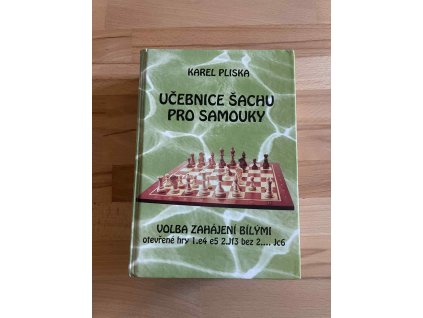 KAREL PLISKA
UČEBNICE ŠACHU
PRO SAMOUKY
VOLBA ZAHÁJENÍ BÍLÝMI
otevřené hry 1.e4 e5 2.Jf3 bez 2.... Jc6